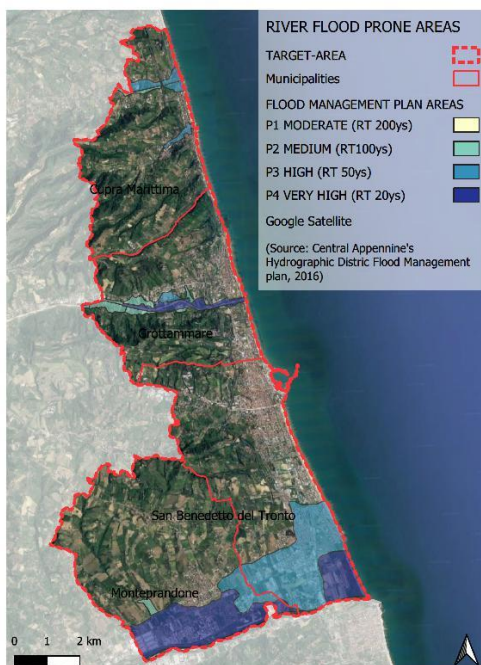 RIVER FLOOD PRONE AREAS
TARGET-AREA
Municipalities
FLOOD MANAGEMENT PLAN AREAS
P1 MODERATE (RT 200ys)
P2 MEDIUM (RT100ys)
P3 HIGH (RT 50ys)
P4 VERY HIGH (RT 20ys)
Google Satellite
(Source: Central Appennine's
Hydrographic Distric Flood Management
plan, 2016)
Cupra Marittima
Grottammare
San Benedetto del Tronto
Monteprandone
0 1 2 km